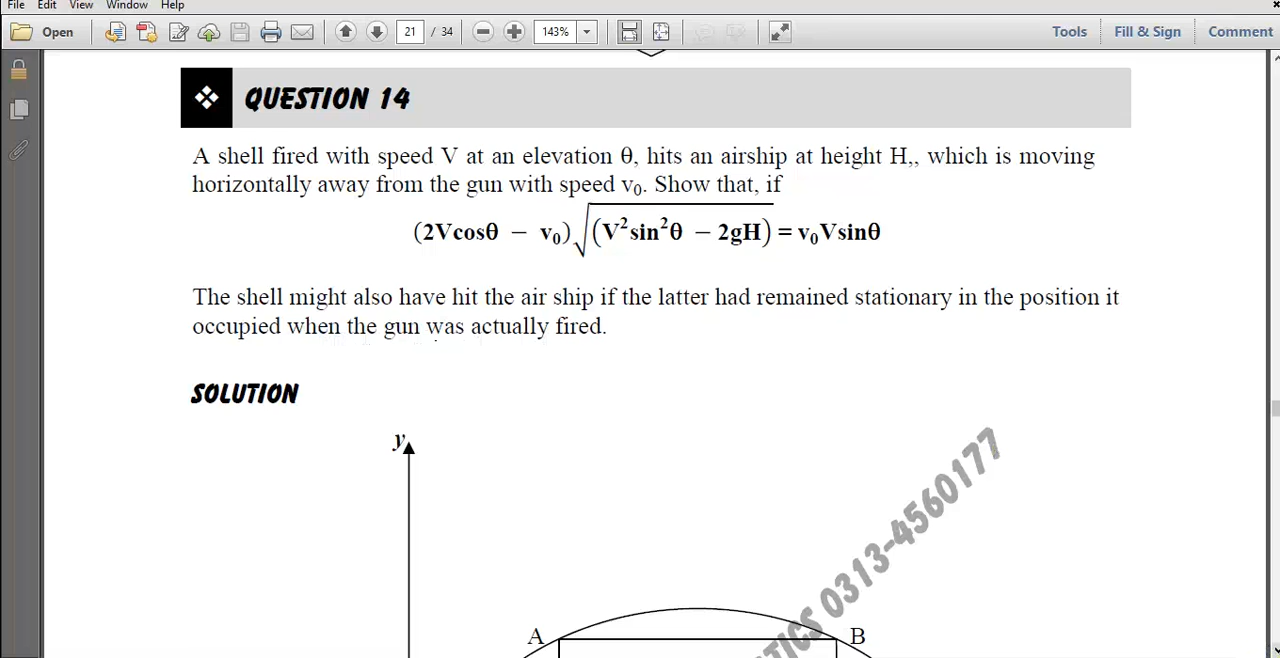 File Edit View Window Help
Open 21 / 34 143% Tools Fill & Sign Comment
QUESTION 14
A shell fired with speed V at an elevation θ, hits an airship at height H,, which is moving
horizontally away from the gun with speed v₀. Show that, if
(2Vcosθ − v₀)√(V²sin²θ − 2gH) = v₀Vsinθ
The shell might also have hit the air ship if the latter had remained stationary in the position it
occupied when the gun was actually fired.
SOLUTION
y
TICS 0313-4560177
A B